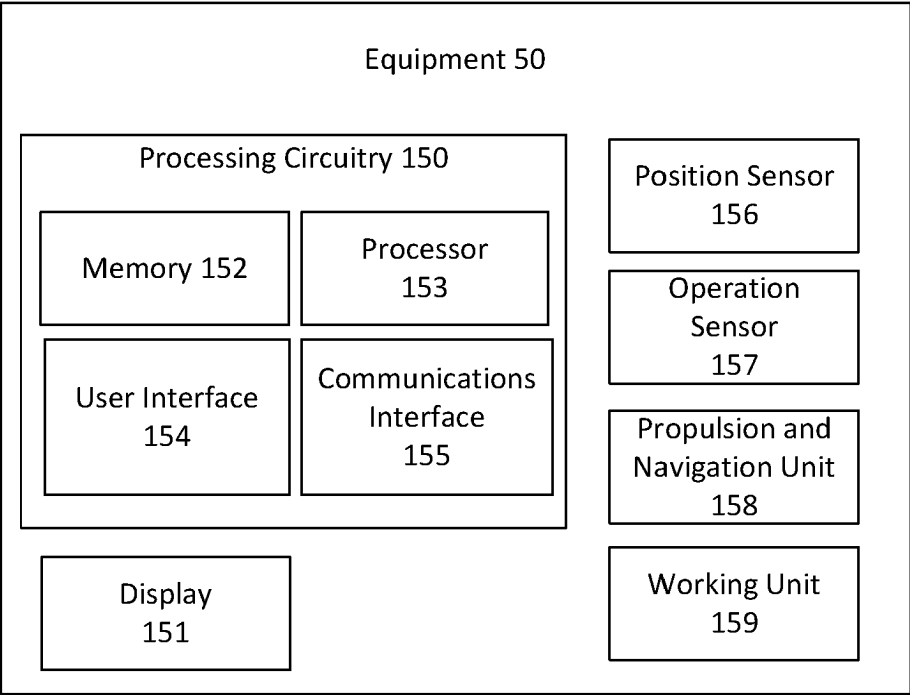 Equipment 50
Processing Circuitry 150
Memory 152
Processor
153
User Interface
154
Communications
Interface
155
Display
151
Position Sensor
156
Operation
Sensor
157
Propulsion and
Navigation Unit
158
Working Unit
159